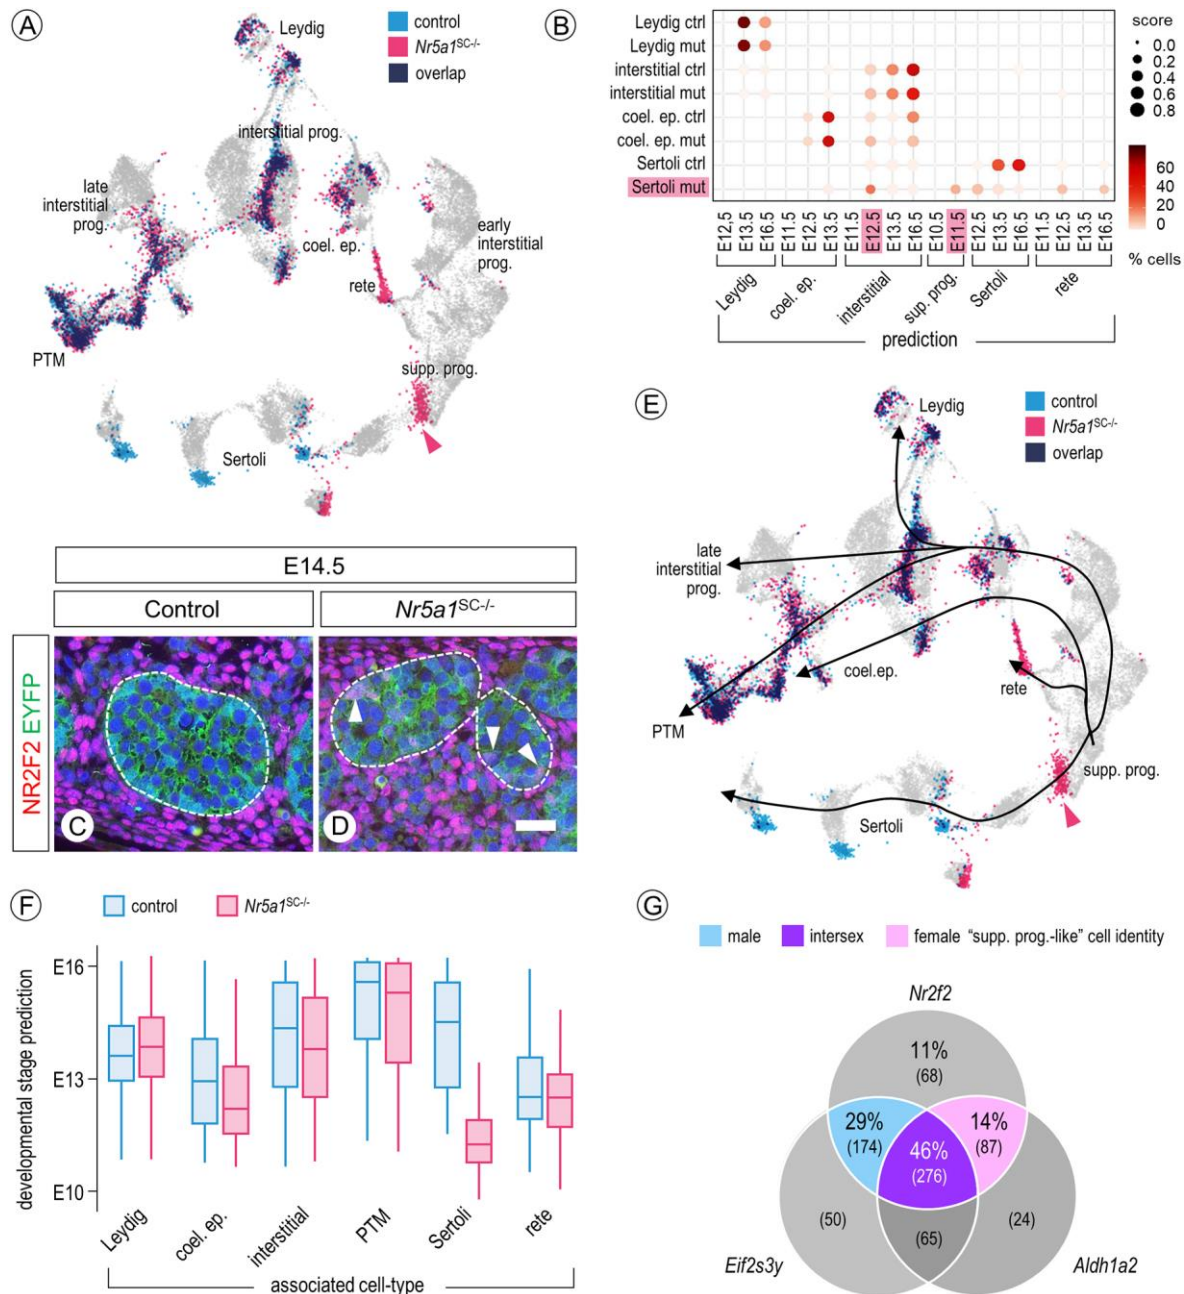 A
control
Nr5a1SC-/-
overlap
Leydig
interstitial prog.
late
interstitial
prog.
coel. ep.
early
interstitial
prog.
rete
PTM
supp. prog.
Sertoli
B
Leydig ctrl
Leydig mut
interstitial ctrl
interstitial mut
coel. ep. ctrl
coel. ep. mut
Sertoli ctrl
Sertoli mut
E12,5
E13.5
E16.5
E11.5
E12.5
E13.5
E11.5
E12.5
E13.5
E16.5
E10.5
E11.5
E12.5
E13.5
E16.5
E11.5
E12.5
E13.5
E16.5
Leydig
coel. ep.
interstitial
sup. prog.
Sertoli
rete
prediction
score
0.0
0.2
0.4
0.6
0.8
60
40
20
0
% cells
E14.5
Control
Nr5a1SC-/-
NR2F2 EYFP
C
D
E
control
Nr5a1SC-/-
overlap
Leydig
late
interstitial
prog.
coel.ep.
rete
PTM
supp. prog.
Sertoli
F
control
Nr5a1SC-/-
developmental stage prediction
E16
E13
E10
Leydig
coel. ep.
interstitial
PTM
Sertoli
rete
associated cell-type
G
male
intersex
female "supp. prog.-like" cell identity
Nr2f2
11%
(68)
29%
(174)
46%
(276)
14%
(87)
(50)
(65)
(24)
Eif2s3y
Aldh1a2